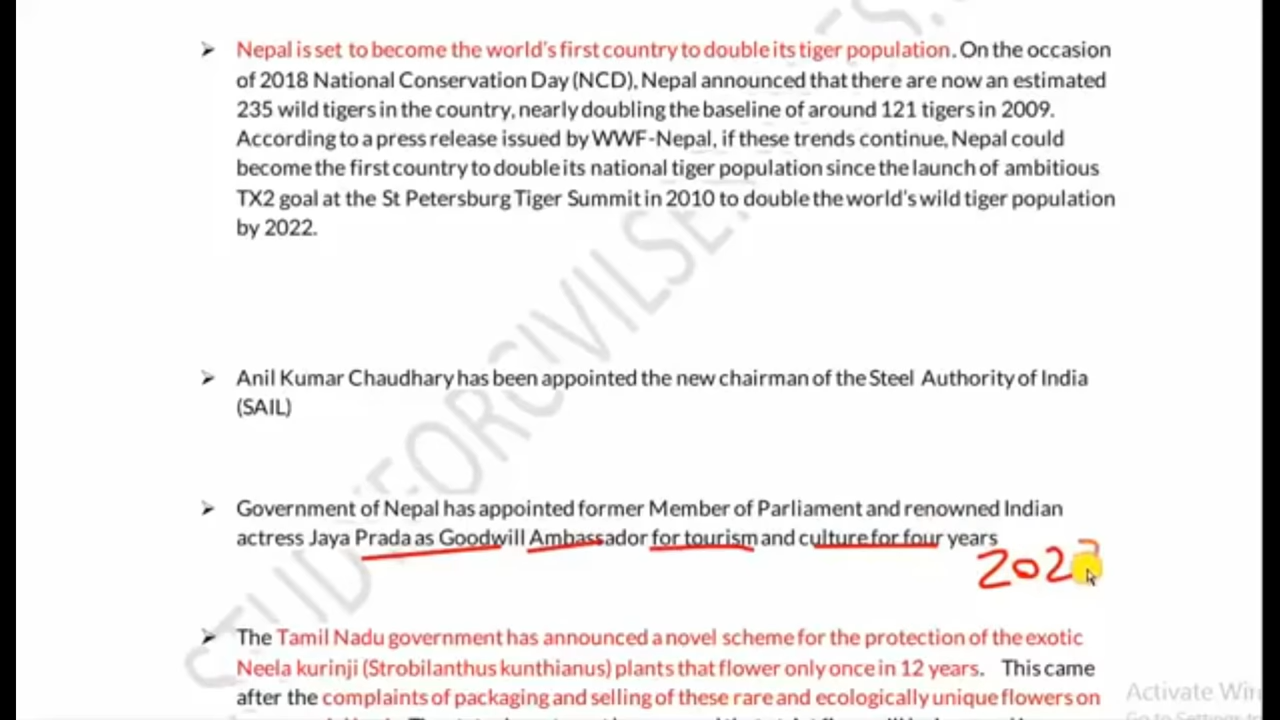 Nepal is set to become the world's first country to double its tiger population. On the occasion
of 2018 National Conservation Day (NCD), Nepal announced that there are now an estimated
235 wild tigers in the country, nearly doubling the baseline of around 121 tigers in 2009.
According to a press release issued by WWF-Nepal, if these trends continue, Nepal could
become the first country to double its national tiger population since the launch of ambitious
TX2 goal at the St Petersburg Tiger Summit in 2010 to double the world's wild tiger population
by 2022.
Anil Kumar Chaudhary has been appointed the new chairman of the Steel Authority of India
(SAIL)
Government of Nepal has appointed former Member of Parliament and renowned Indian
actress Jaya Prada as Goodwill Ambassador for tourism and culture for four years
202
The Tamil Nadu government has announced a novel scheme for the protection of the exotic
Neela kurinji (Strobilanthus kunthianus) plants that flower only once in 12 years. This came
after the complaints of packaging and selling of these rare and ecologically unique flowers on
Activate Win